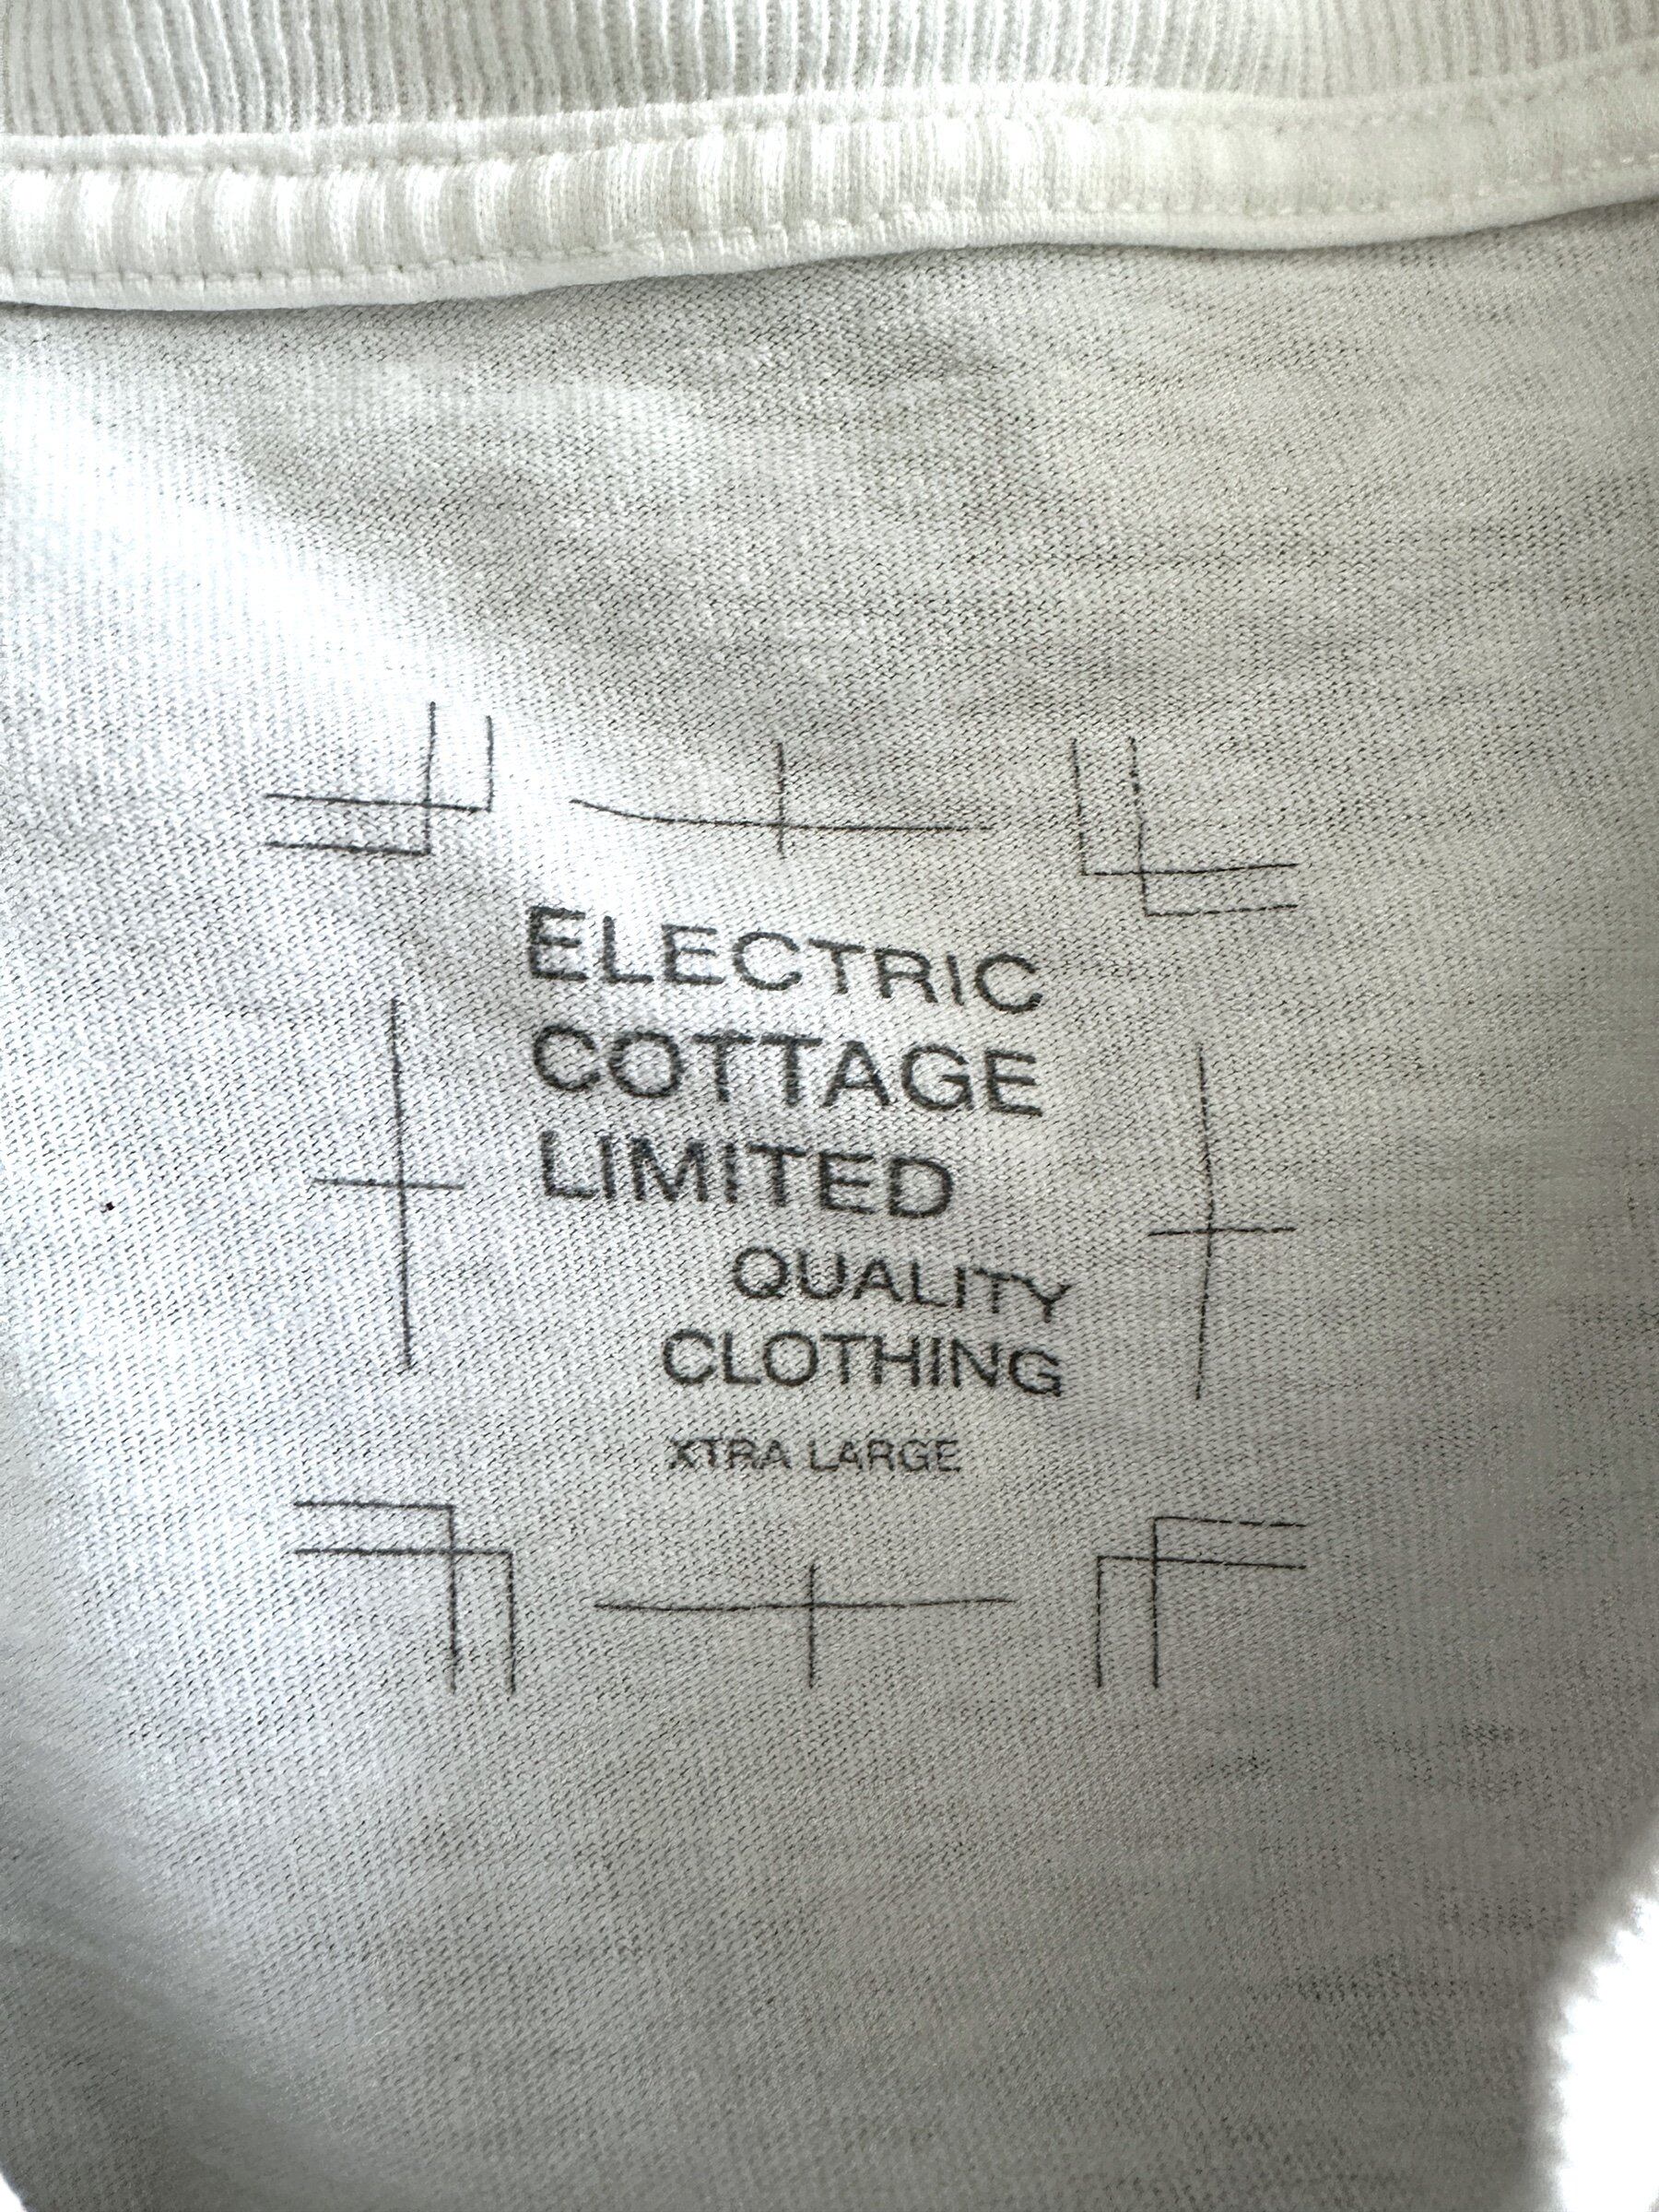 ELECTRIC
COTTAGE
LIMITED
QUALITY
CLOTHING
XTRA LARGE